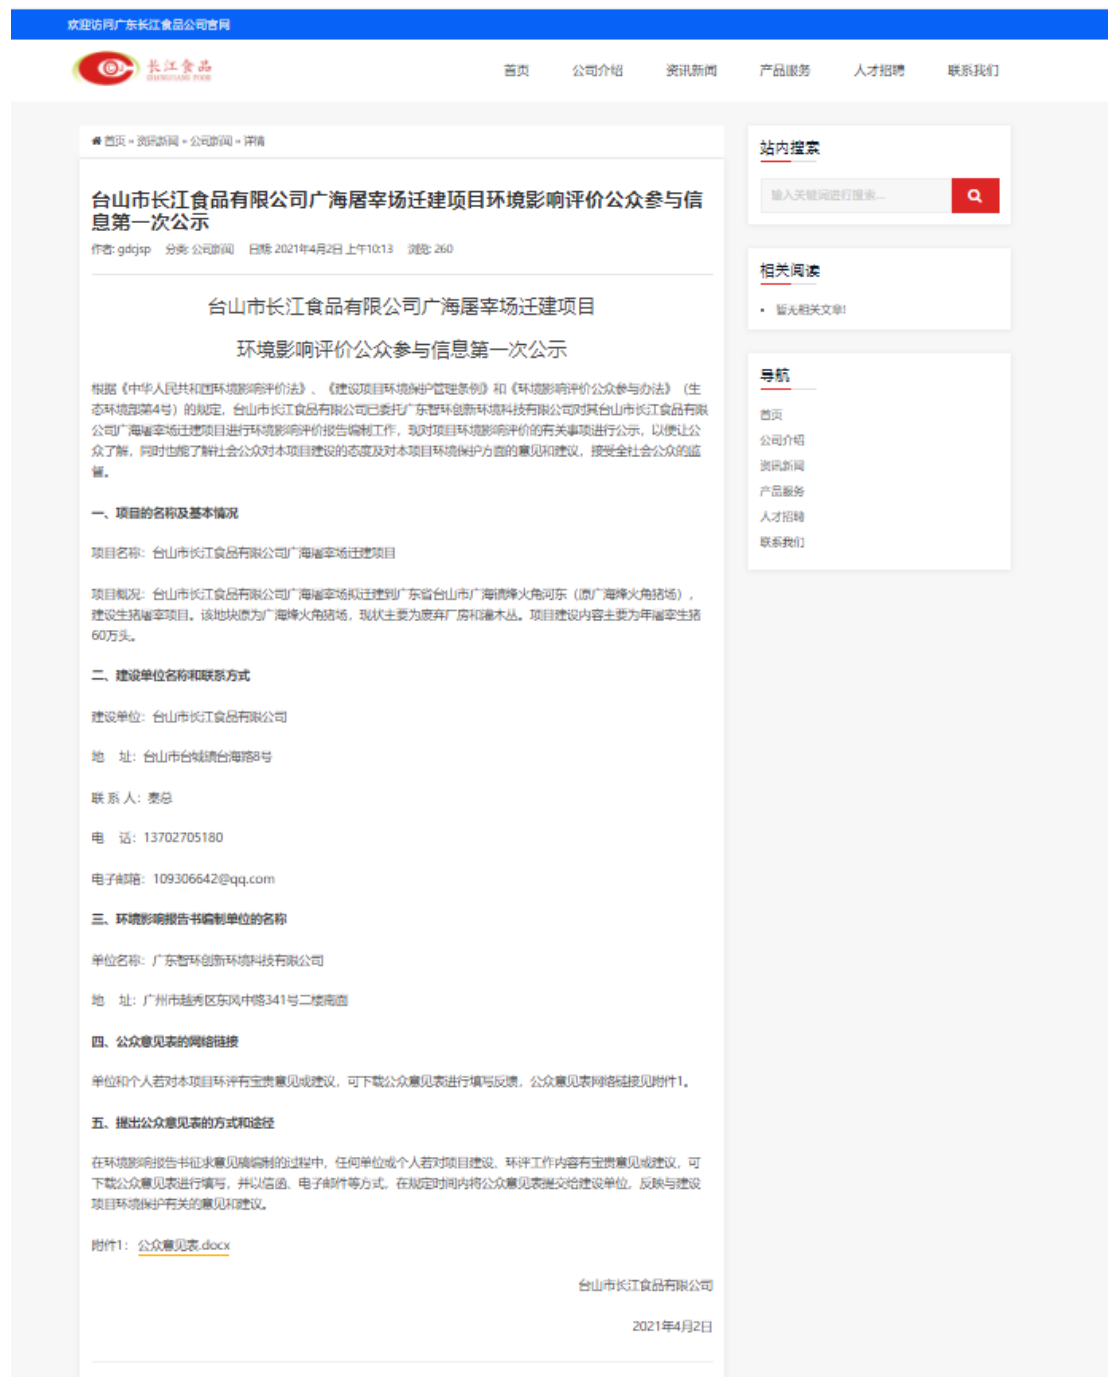 欢迎访问广东长江食品公司官网
长江食品
CHANGJIANG FOOD
首页 公司介绍 资讯新闻 产品服务 人才招聘 联系我们
首页 » 资讯新闻 » 公司新闻 » 详情
台山市长江食品有限公司广海屠宰场迁建项目环境影响评价公众参与信
息第一次公示
作者: gdcjsp 分类: 公司新闻 日期: 2021年4月2日 上午10:13 浏览: 260
台山市长江食品有限公司广海屠宰场迁建项目
环境影响评价公众参与信息第一次公示
根据《中华人民共和国环境影响评价法》、《建设项目环境保护管理条例》和《环境影响评价公众参与办法》（生
态环境部第4号）的规定，台山市长江食品有限公司已委托广东智环创新环境科技有限公司对其台山市长江食品有限
公司广海屠宰场迁建项目进行环境影响评价报告编制工作，现对项目环境影响评价的有关事项进行公示，以便让公
众了解，同时也能了解社会公众对本项目建设的态度及对本项目环境保护方面的意见和建议，接受全社会公众的监
督。
一、项目的名称及基本情况
项目名称：台山市长江食品有限公司广海屠宰场迁建项目
项目概况：台山市长江食品有限公司广海屠宰场拟迁建到广东省台山市广海镇烽火角河东（原广海烽火角猪场），
建设生猪屠宰项目。该地块原为广海烽火角猪场，现状主要为废弃厂房和灌木丛。项目建设内容主要为年屠宰生猪
60万头。
二、建设单位名称和联系方式
建设单位：台山市长江食品有限公司
地 址：台山市台城镇台海路8号
联 系 人：秦总
电 话：13702705180
电子邮箱：109306642@qq.com
三、环境影响报告书编制单位的名称
单位名称：广东智环创新环境科技有限公司
地 址：广州市越秀区东风中路341号二楼南面
四、公众意见表的网络链接
单位和个人若对本项目环评有宝贵意见或建议，可下载公众意见表进行填写反馈，公众意见表网络链接见附件1。
五、提出公众意见表的方式和途径
在环境影响报告书征求意见稿编制的过程中，任何单位或个人若对项目建设、环评工作内容有宝贵意见或建议，可
下载公众意见表进行填写，并以信函、电子邮件等方式，在规定时间内将公众意见表提交给建设单位，反映与建设
项目环境保护有关的意见和建议。
附件1： 公众意见表.docx
台山市长江食品有限公司
2021年4月2日
站内搜索
输入关键词进行搜索...
相关阅读
• 暂无相关文章!
导航
首页
公司介绍
资讯新闻
产品服务
人才招聘
联系我们